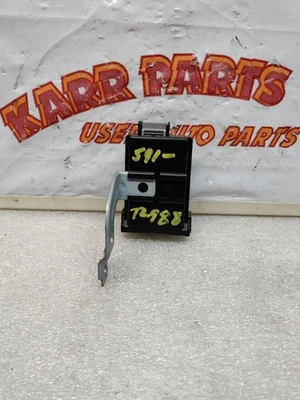 KARR PARTS
USED AUTO PARTS
591-
T2988